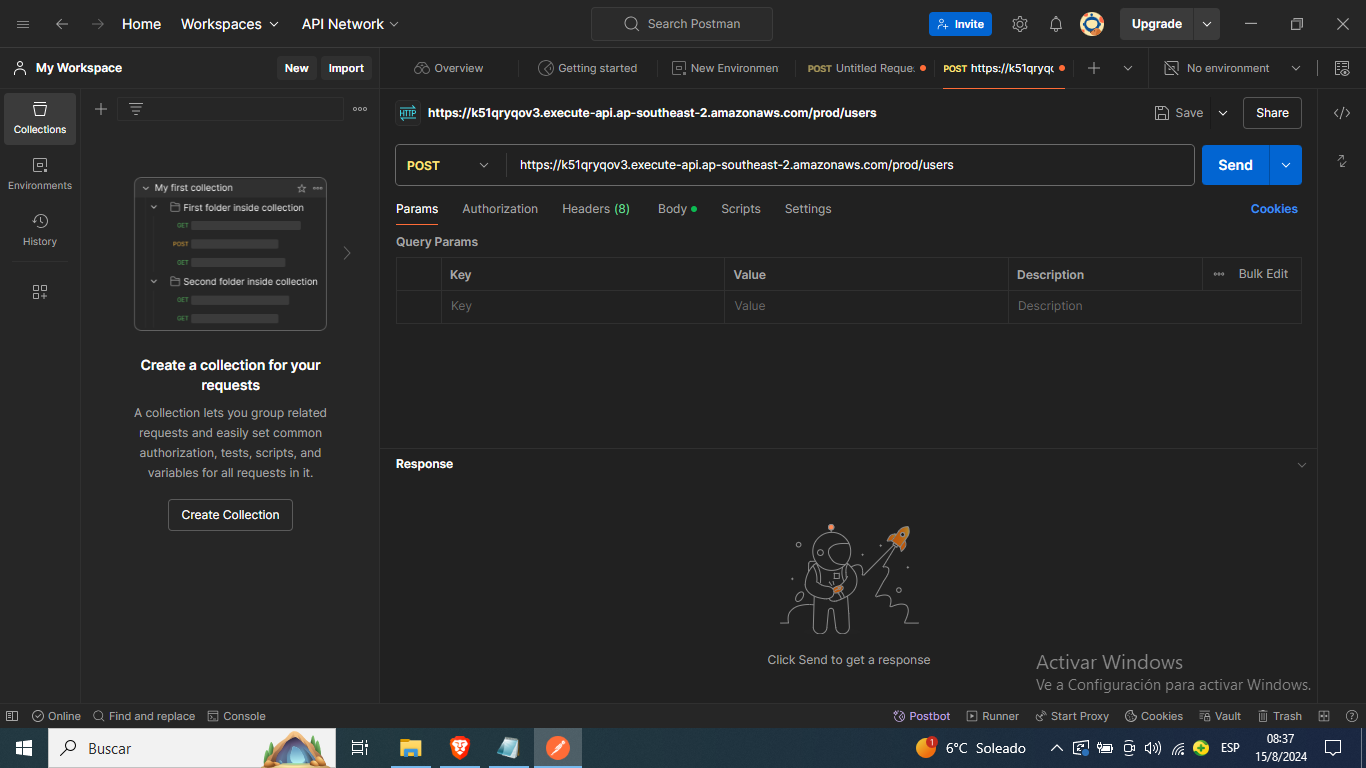 Home Workspaces API Network Search Postman Invite Upgrade
My Workspace New Import Overview Getting started New Environmen POST Untitled Reque POST https://k51qryqo No environment
Collections
Environments
History
My first collection
First folder inside collection
GET
POST
GET
Second folder inside collection
GET
GET
Create a collection for your
requests
A collection lets you group related
requests and easily set common
authorization, tests, scripts, and
variables for all requests in it.
Create Collection
HTTP https://k51qryqov3.execute-api.ap-southeast-2.amazonaws.com/prod/users Save Share
POST https://k51qryqov3.execute-api.ap-southeast-2.amazonaws.com/prod/users Send
Params Authorization Headers (8) Body Scripts Settings Cookies
Query Params
Key Value Description Bulk Edit
Key Value Description
Response
Click Send to get a response
Activar Windows
Ve a Configuración para activar Windows.
Online Find and replace Console Postbot Runner Start Proxy Cookies Vault Trash
Buscar 1 6°C Soleado ESP 08:37
15/8/2024